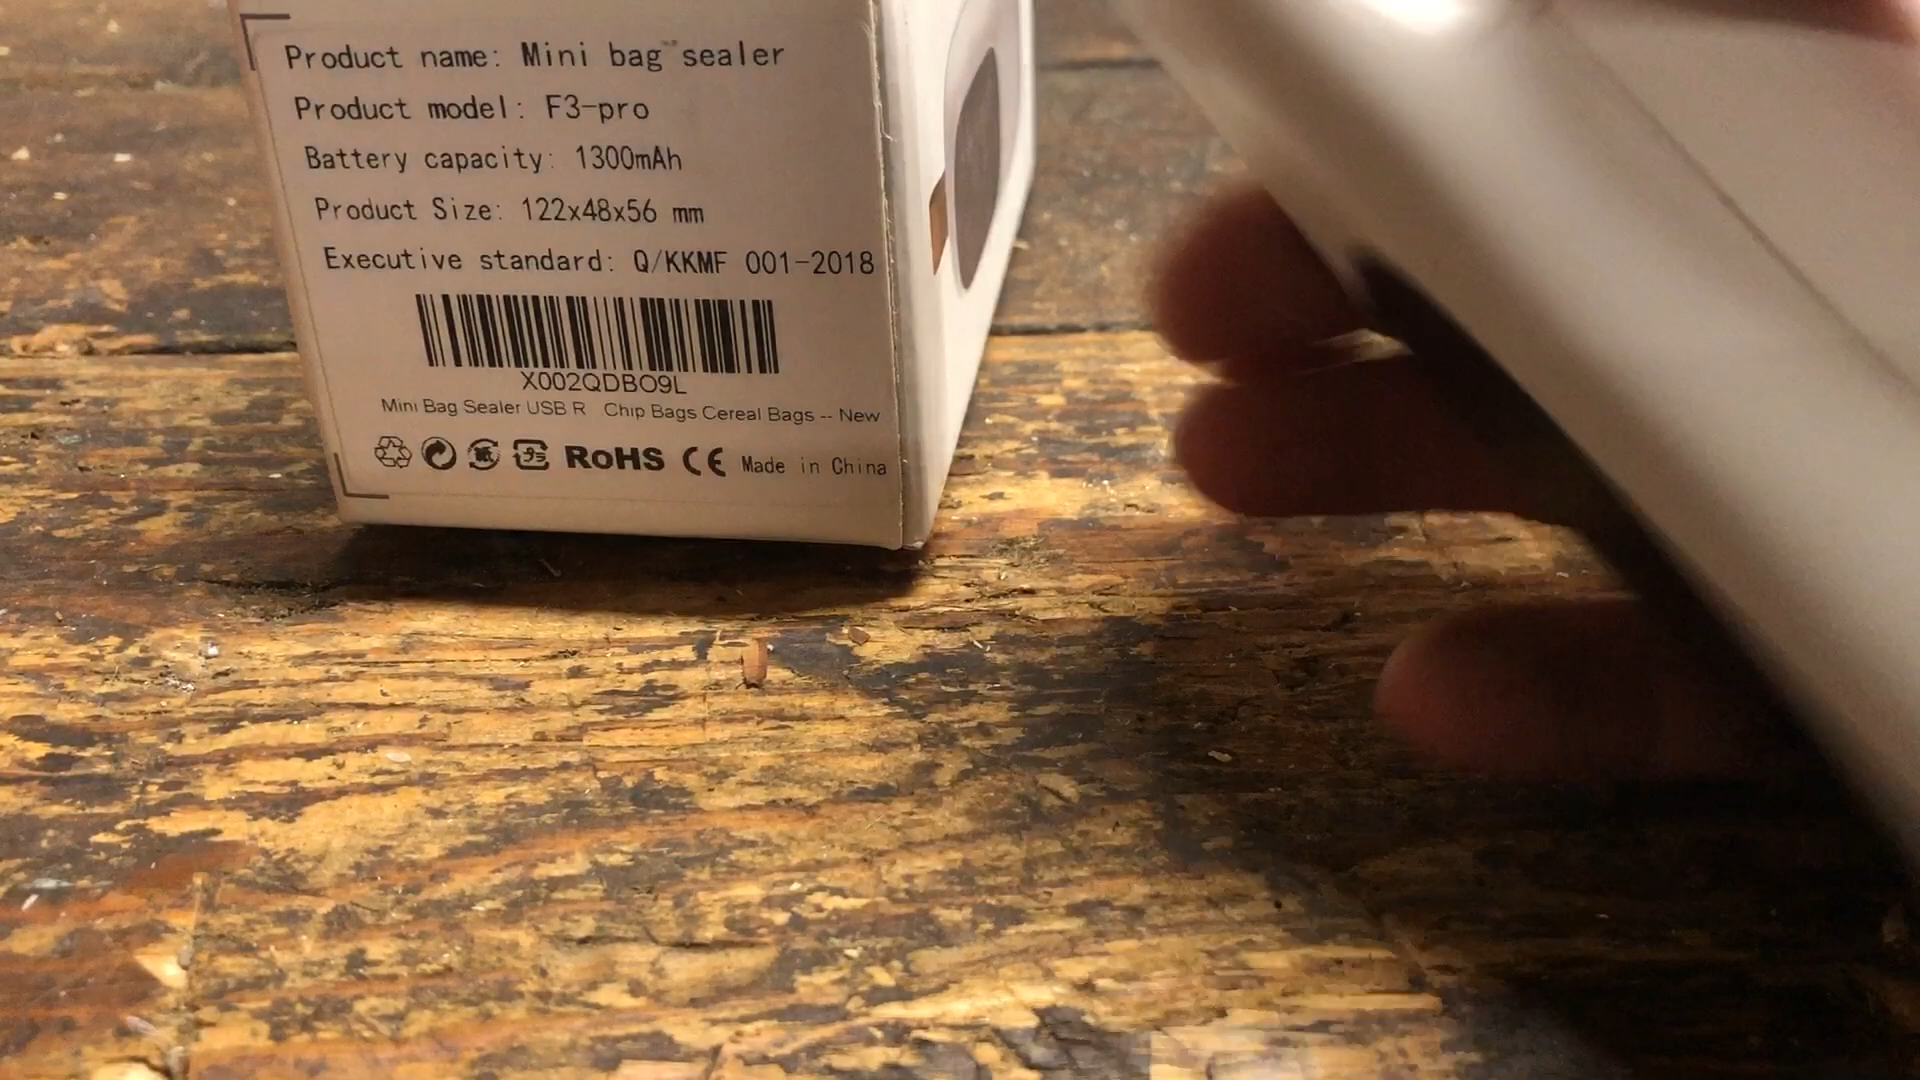 Product name: Mini bag sealer
Product model: F3-pro
Battery capacity: 1300mAh
Product Size: 122x48x56 mm
Executive standard: Q/KKMF 001-2018
X002QDBO9L
Mini Bag Sealer USB R Chip Bags Cereal Bags -- New
RoHS CE Made in China